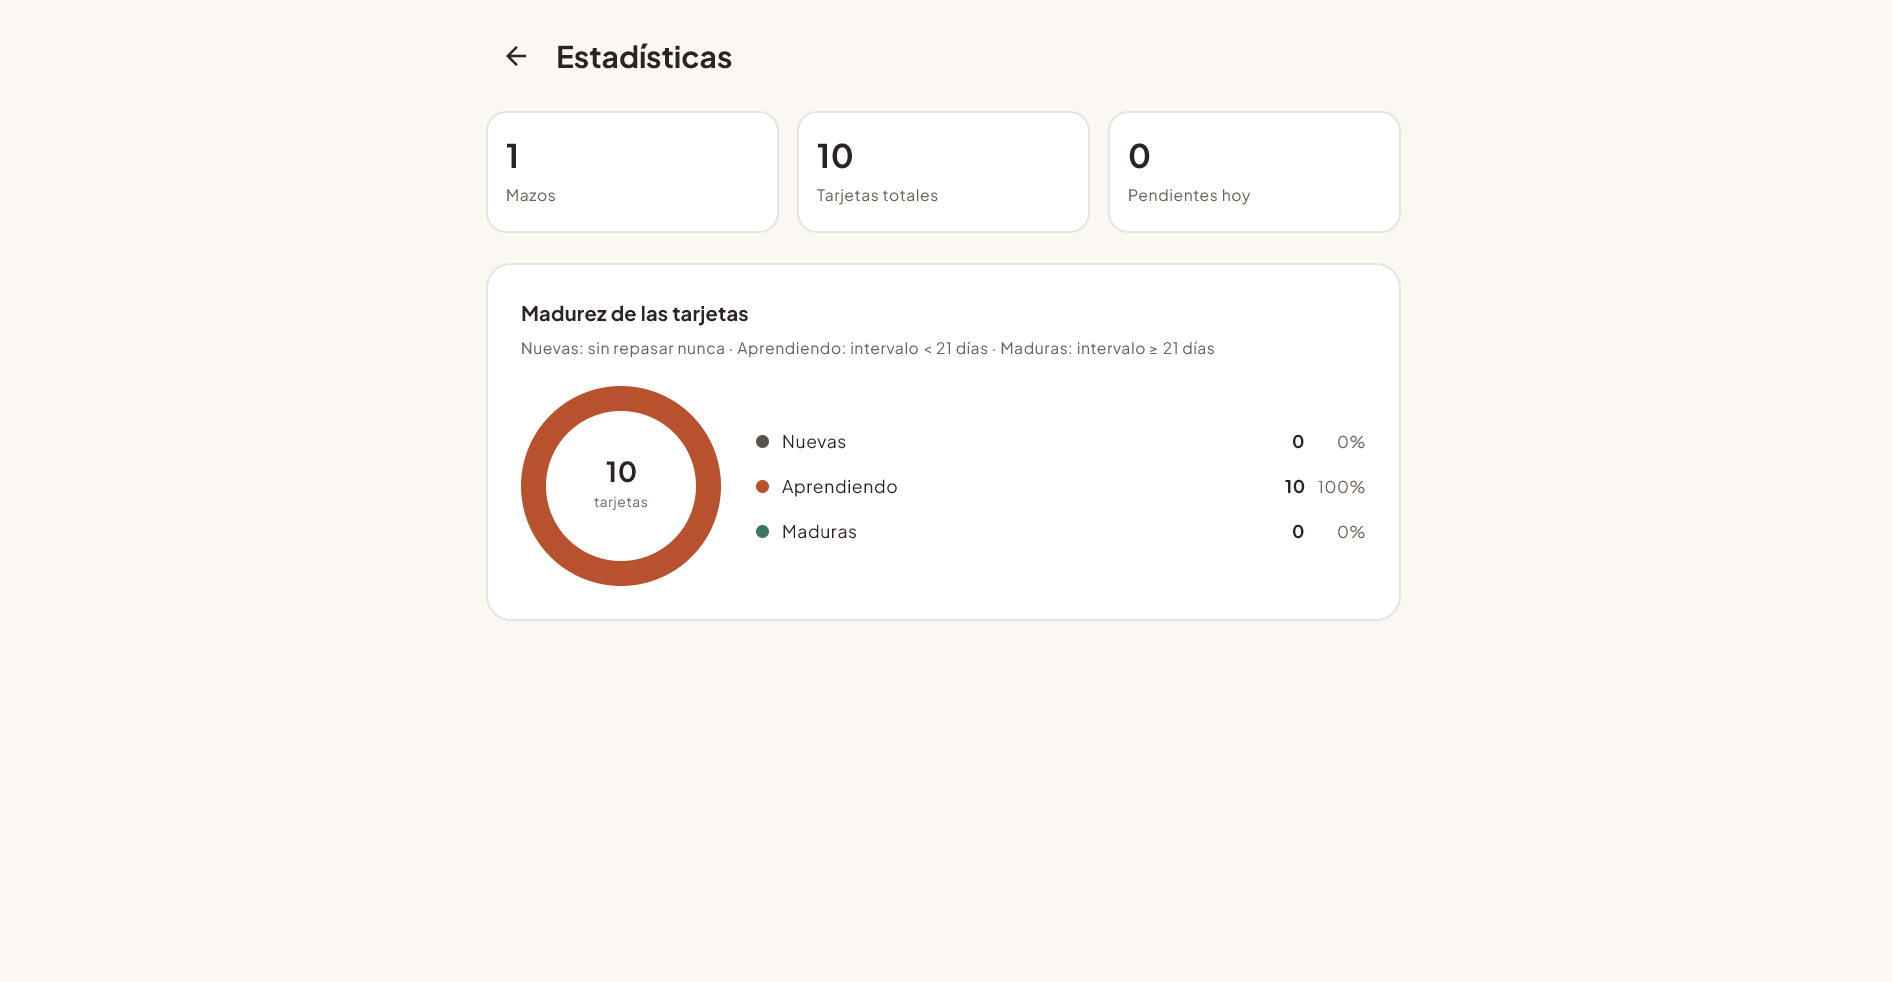 Estadísticas
1
Mazos
10
Tarjetas totales
0
Pendientes hoy
Madurez de las tarjetas
Nuevas: sin repasar nunca · Aprendiendo: intervalo < 21 días · Maduras: intervalo ≥ 21 días
10
tarjetas
Nuevas 0 0%
Aprendiendo 10 100%
Maduras 0 0%